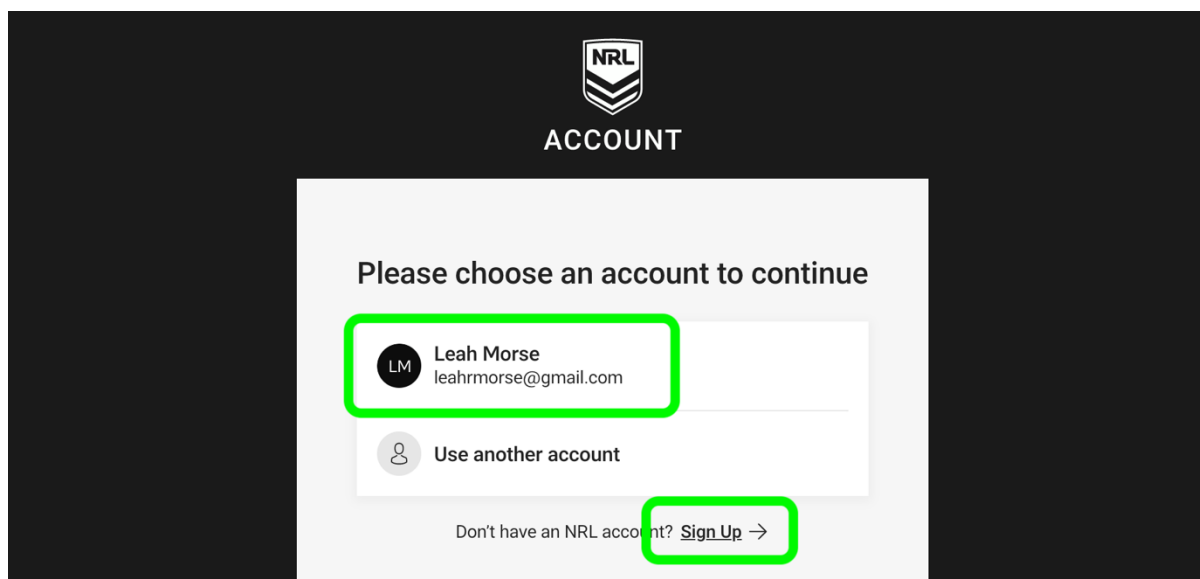 NRL
ACCOUNT
Please choose an account to continue
LM
Leah Morse
leahrmorse@gmail.com
Use another account
Don't have an NRL account? Sign Up →